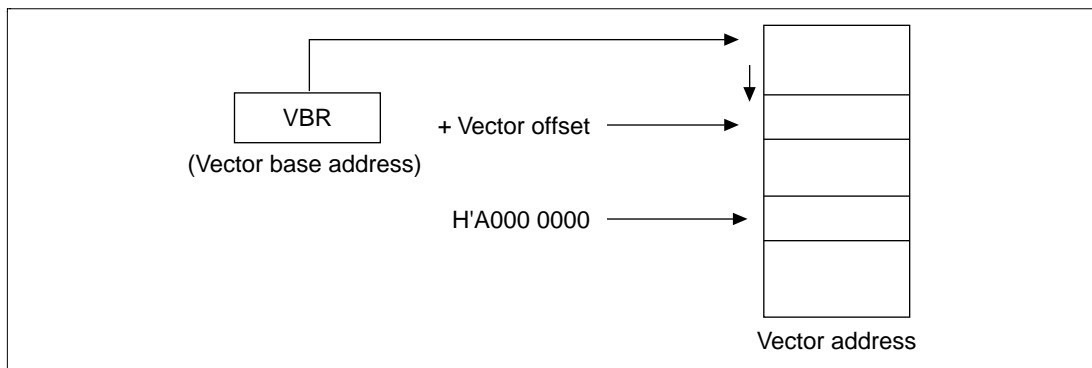 VBR
(Vector base address)
+ Vector offset
H'A000 0000
Vector address